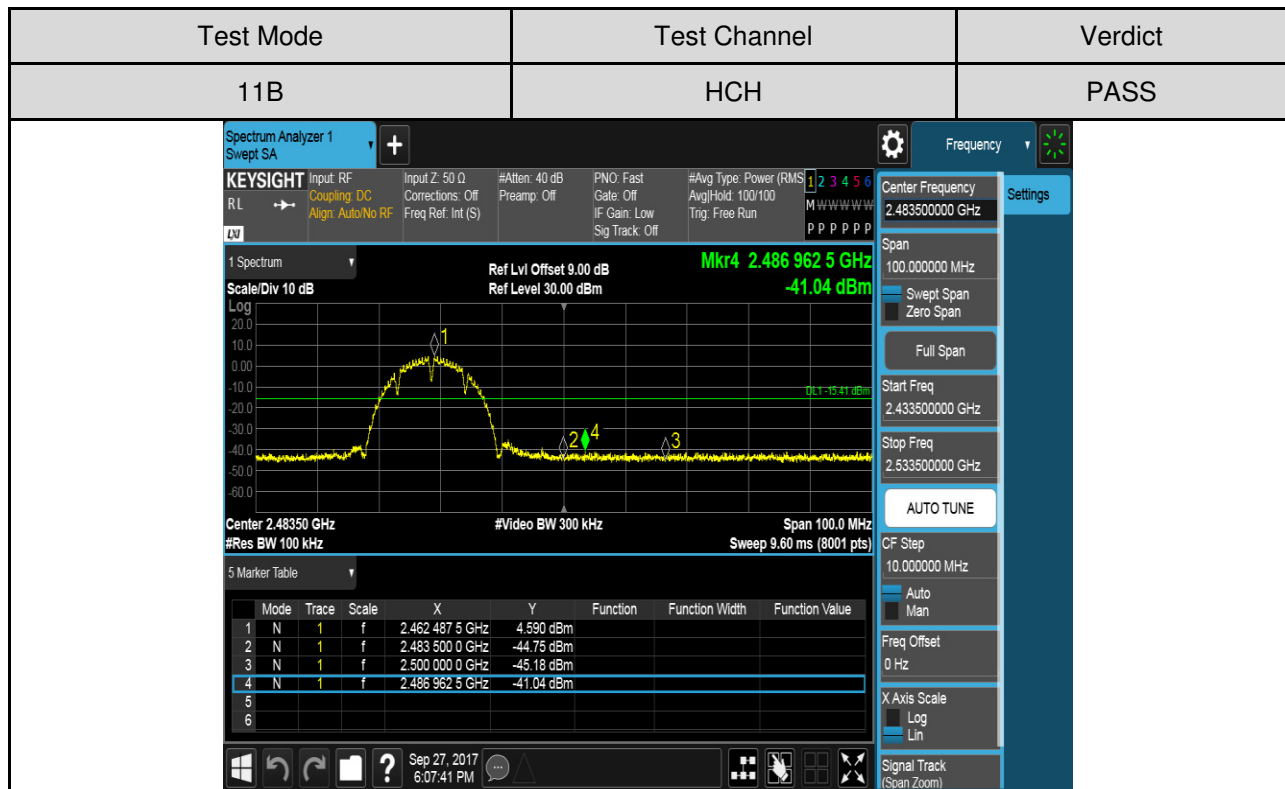 Test Mode Test Channel Verdict
11B HCH PASS
Spectrum Analyzer 1
Swept SA
+
Frequency
KEYSIGHT
RL
LXI
Input: RF
Coupling: DC
Align: Auto/No RF
Input Z: 50 Ω
Corrections: Off
Freq Ref: Int (S)
#Atten: 40 dB
Preamp: Off
PNO: Fast
Gate: Off
IF Gain: Low
Sig Track: Off
#Avg Type: Power (RMS
Avg|Hold: 100/100
Trig: Free Run
1 2 3 4 5 6
M W W W W W
P P P P P P
1 Spectrum
Scale/Div 10 dB
Ref Lvl Offset 9.00 dB
Ref Level 30.00 dBm
Mkr4 2.486 962 5 GHz
-41.04 dBm
Log
20.0
10.0
0.00
-10.0
-20.0
-30.0
-40.0
-50.0
-60.0
1
DL1 -15.41 dBm
2 4 3
Center 2.48350 GHz
#Res BW 100 kHz
#Video BW 300 kHz
Span 100.0 MHz
Sweep 9.60 ms (8001 pts)
5 Marker Table
Mode Trace Scale X Y Function Function Width Function Value
1 N 1 f 2.462 487 5 GHz 4.590 dBm
2 N 1 f 2.483 500 0 GHz -44.75 dBm
3 N 1 f 2.500 000 0 GHz -45.18 dBm
4 N 1 f 2.486 962 5 GHz -41.04 dBm
5
6
?
Sep 27, 2017
6:07:41 PM
Center Frequency
2.483500000 GHz
Settings
Span
100.000000 MHz
Swept Span
Zero Span
Full Span
Start Freq
2.433500000 GHz
Stop Freq
2.533500000 GHz
AUTO TUNE
CF Step
10.000000 MHz
Auto
Man
Freq Offset
0 Hz
X Axis Scale
Log
Lin
Signal Track
(Span Zoom)